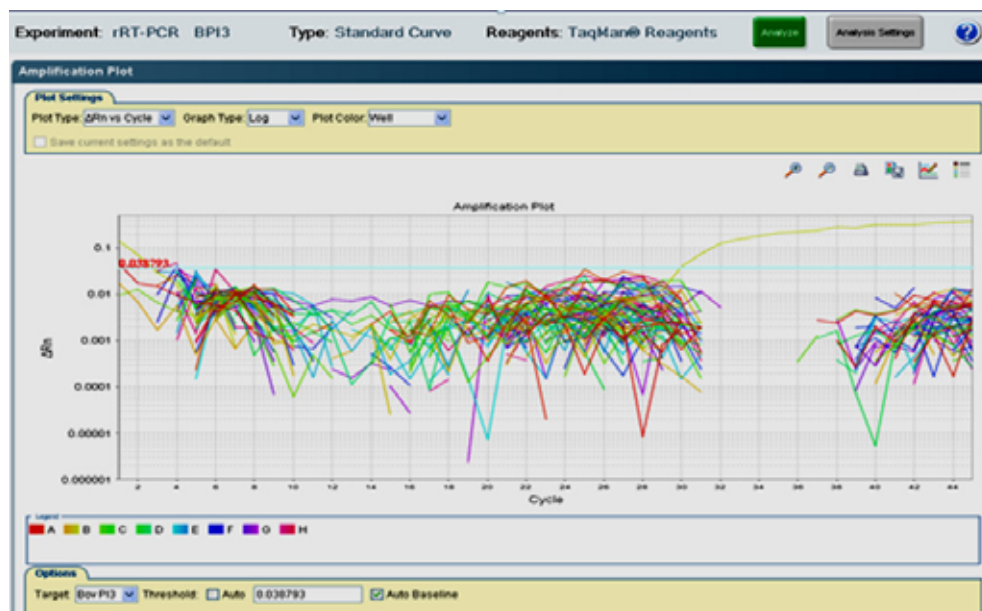 Experiment: rRT-PCR BPI3 Type: Standard Curve Reagents: TaqMan® Reagents Analyze Analysis Settings ?
Amplification Plot
Plot Settings
Plot Type: ΔRn vs Cycle Graph Type: Log Plot Color: Well
Save current settings as the default
Amplification Plot
0.1
0.038793
0.01
0.001
0.0001
0.00001
0.000001
ΔRn
2 4 6 8 10 12 14 16 18 20 22 24 26 28 30 32 34 36 38 40 42 44
Cycle
Legend
A B C D E F G H
Options
Target: Bov PI3 Threshold: Auto 0.038793 Auto Baseline